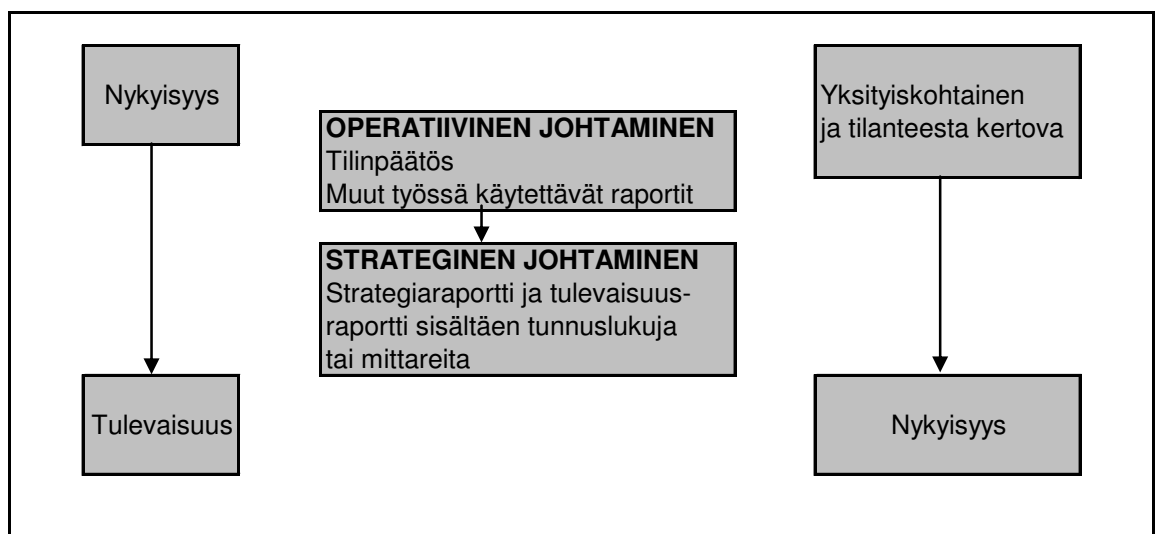 Nykyisyys
Tulevaisuus
OPERATIIVINEN JOHTAMINEN
Tilinpäätös
Muut työssä käytettävät raportit
STRATEGINEN JOHTAMINEN
Strategiaraportti ja tulevaisuus-
raportti sisältäen tunnuslukuja
tai mittareita
Yksityiskohtainen
ja tilanteesta kertova
Nykyisyys